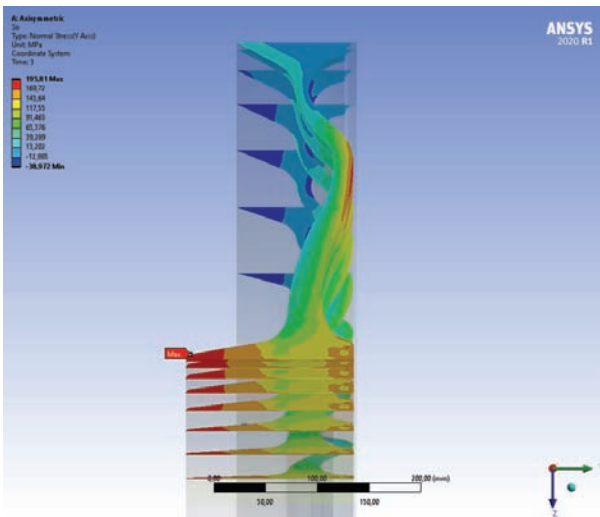 A: Axisymmetric
So
Type: Normal Stress(Y Axis)
Unit: MPa
Coordinate System
Time: 3
195,81 Max
169,72
143,64
117,55
91,463
65,376
39,289
13,202
-12,885
-38,972 Min
ANSYS
2020 R1
Max
0,00
100,00
200,00 (mm)
50,00
150,00
Z